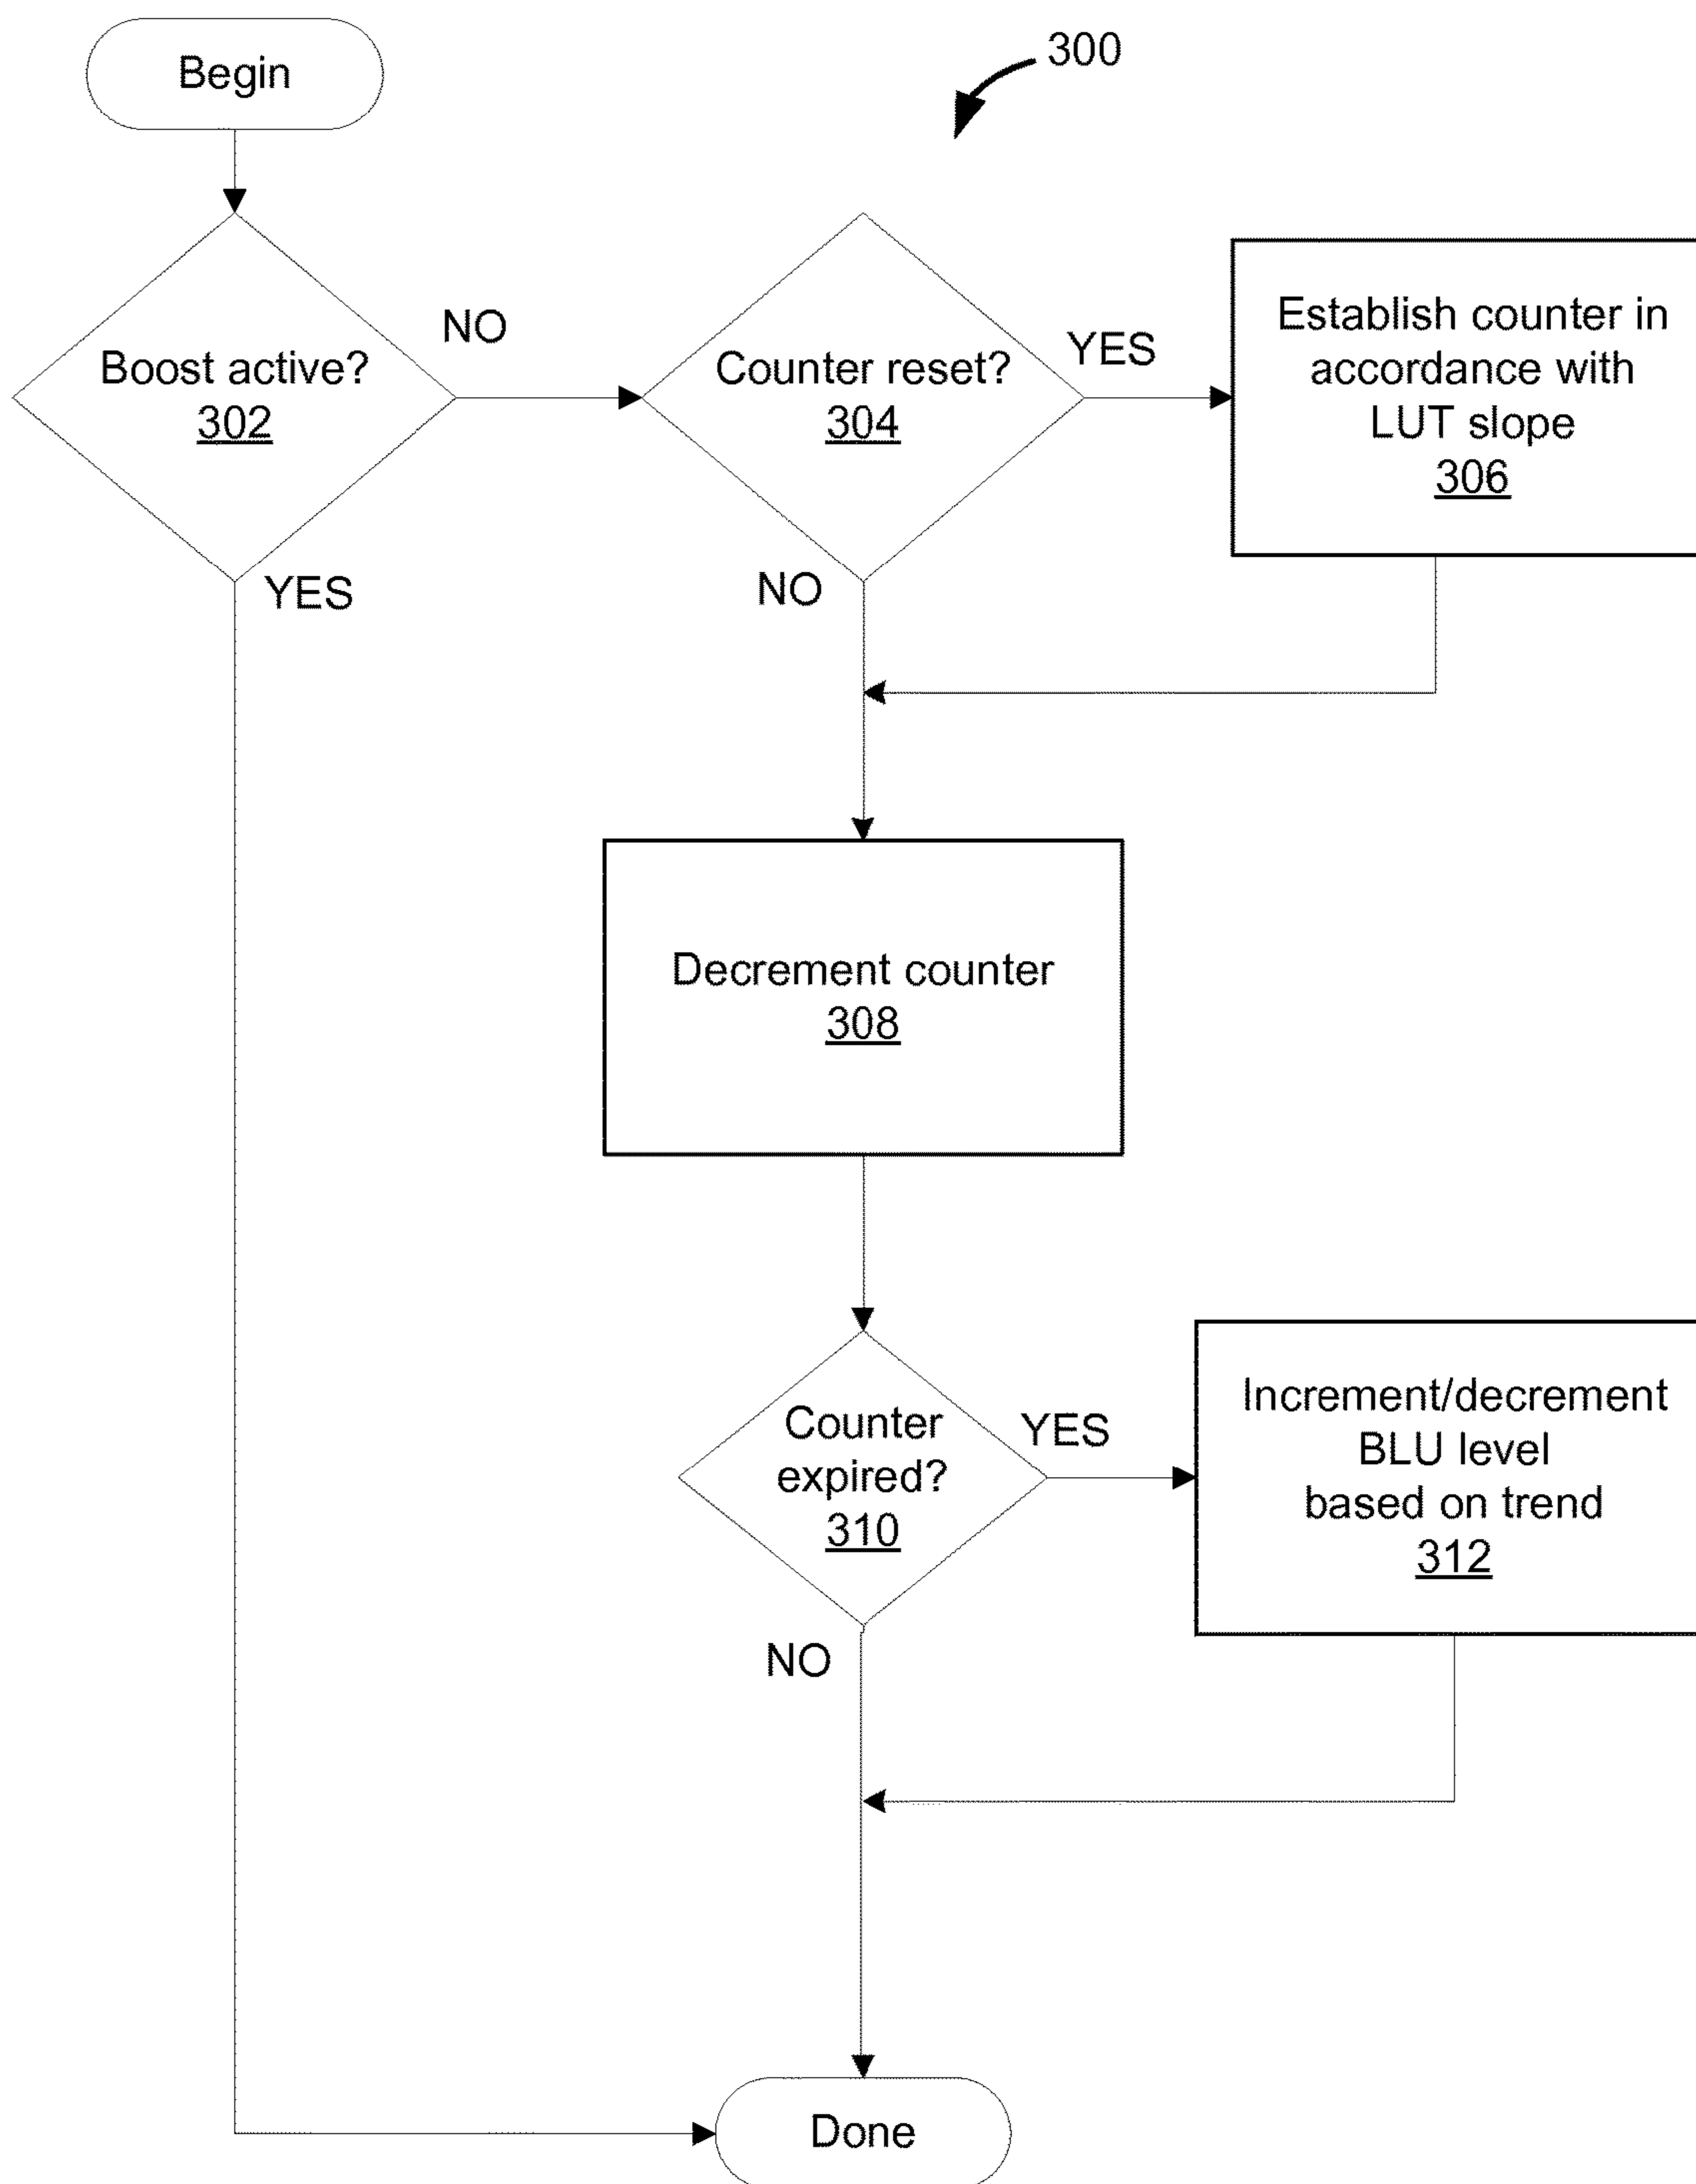 Begin
300
Boost active?
302
NO
YES
Counter reset?
304
YES
NO
Establish counter in
accordance with
LUT slope
306
Decrement counter
308
Counter
expired?
310
YES
NO
Increment/decrement
BLU level
based on trend
312
Done